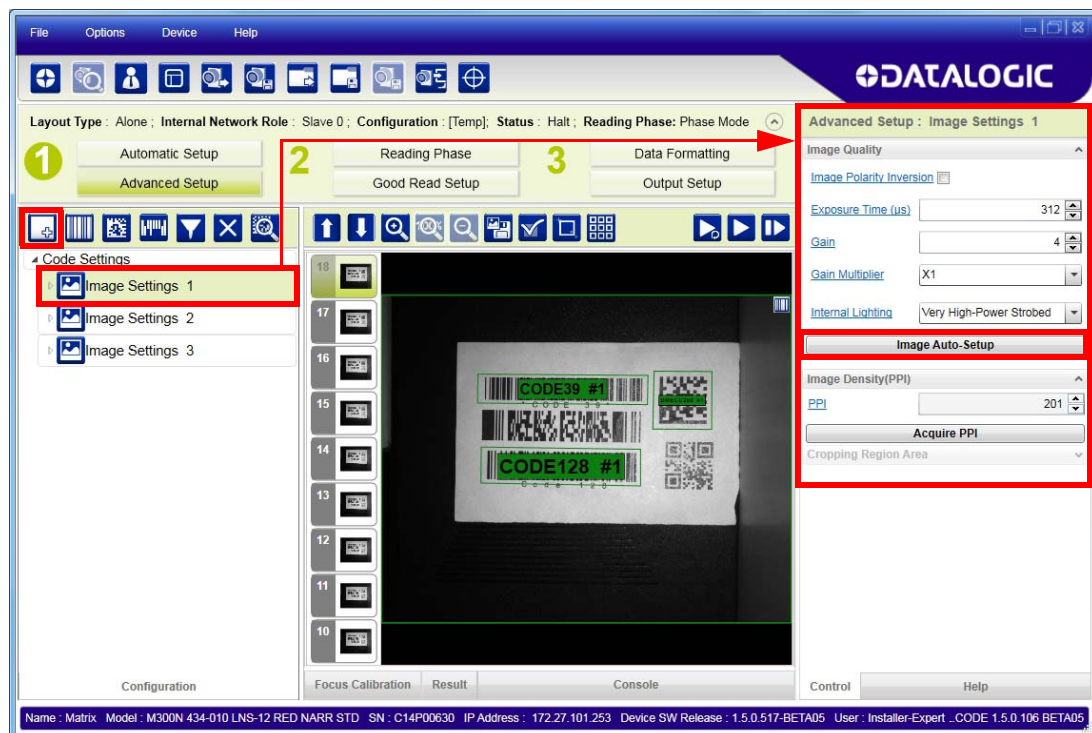 File Options Device Help
DATALOGIC
Layout Type : Alone ; Internal Network Role : Slave 0 ; Configuration : [Temp]; Status : Halt ; Reading Phase: Phase Mode
1 Automatic Setup
Advanced Setup
2 Reading Phase
Good Read Setup
3 Data Formatting
Output Setup
Code Settings
Image Settings 1
Image Settings 2
Image Settings 3
Configuration
100%
18
17
16
15
14
13
12
11
10
CODE39 #1
* C O D E 3 9 *
CODE128 #1
C o d e 1 2 8
Focus Calibration Result Console
Advanced Setup : Image Settings 1
Image Quality
Image Polarity Inversion
Exposure Time (µs) 312
Gain 4
Gain Multiplier X1
Internal Lighting Very High-Power Strobed
Image Auto-Setup
Image Density(PPI)
PPI 201
Acquire PPI
Cropping Region Area
Control Help
Name : Matrix Model : M300N 434-010 LNS-12 RED NARR STD SN : C14P00630 IP Address : 172.27.101.253 Device SW Release : 1.5.0.517-BETA05 User : Installer-Expert ..CODE 1.5.0.106 BETA05